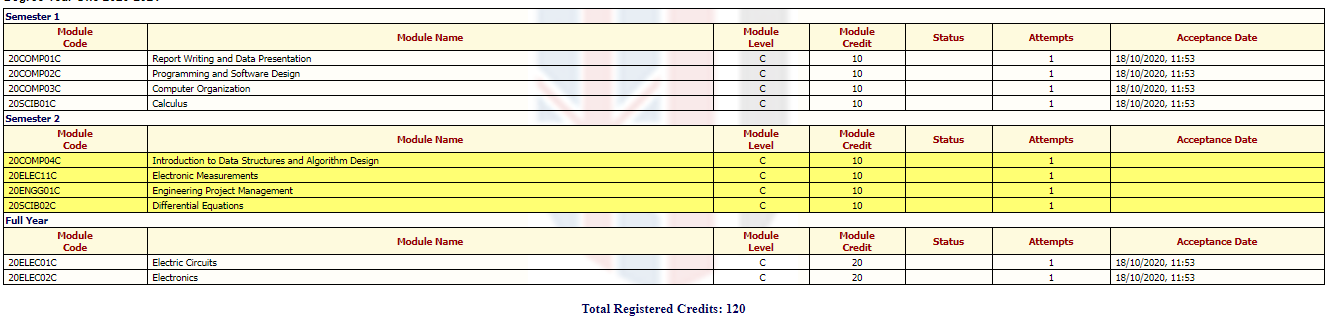 Degree Year One 2020-2021
Semester 1
Module Code Module Name Module Level Module Credit Status Attempts Acceptance Date
20COMP01C Report Writing and Data Presentation C 10 1 18/10/2020, 11:53
20COMP02C Programming and Software Design C 10 1 18/10/2020, 11:53
20COMP03C Computer Organization C 10 1 18/10/2020, 11:53
20SCIB01C Calculus C 10 1 18/10/2020, 11:53
Semester 2
Module Code Module Name Module Level Module Credit Status Attempts Acceptance Date
20COMP04C Introduction to Data Structures and Algorithm Design C 10 1
20ELEC11C Electronic Measurements C 10 1
20ENGG01C Engineering Project Management C 10 1
20SCIB02C Differential Equations C 10 1
Full Year
Module Code Module Name Module Level Module Credit Status Attempts Acceptance Date
20ELEC01C Electric Circuits C 20 1 18/10/2020, 11:53
20ELEC02C Electronics C 20 1 18/10/2020, 11:53
Total Registered Credits: 120